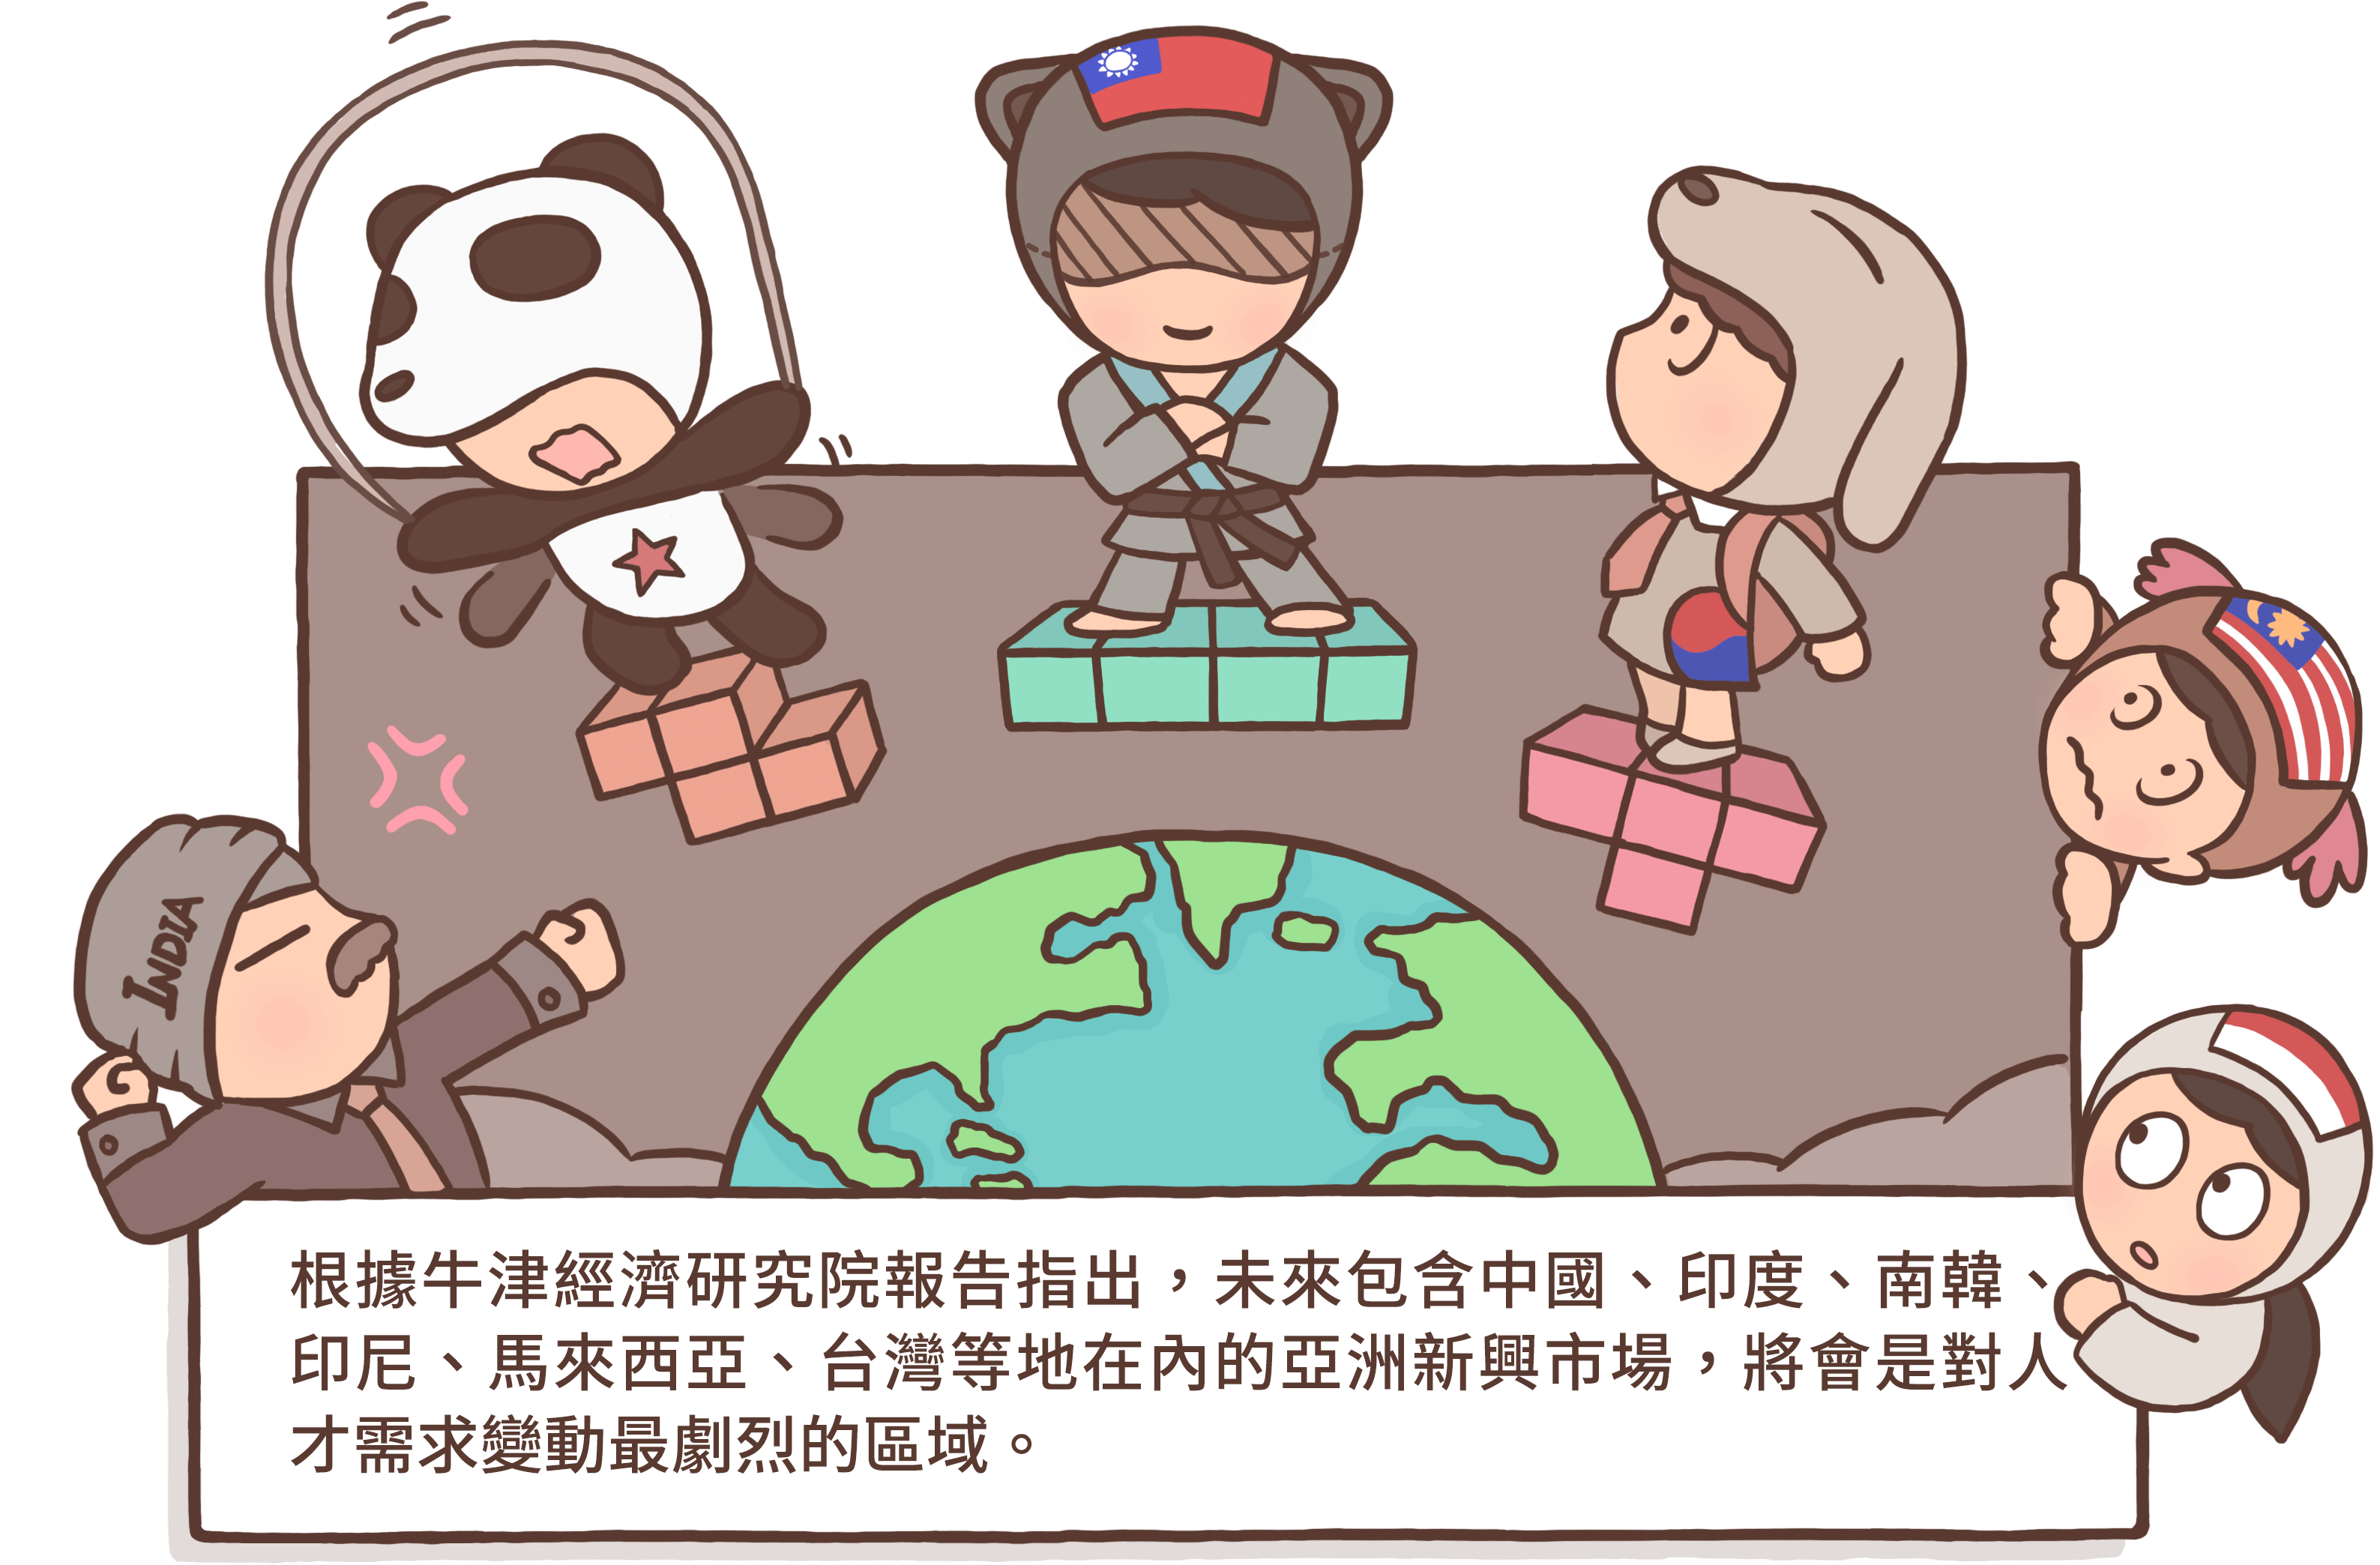 INDIA
根據牛津經濟研究院報告指出，未來包含中國、印度、南韓、
印尼、馬來西亞、台灣等地在內的亞洲新興市場，將會是對人
才需求變動最劇烈的區域。